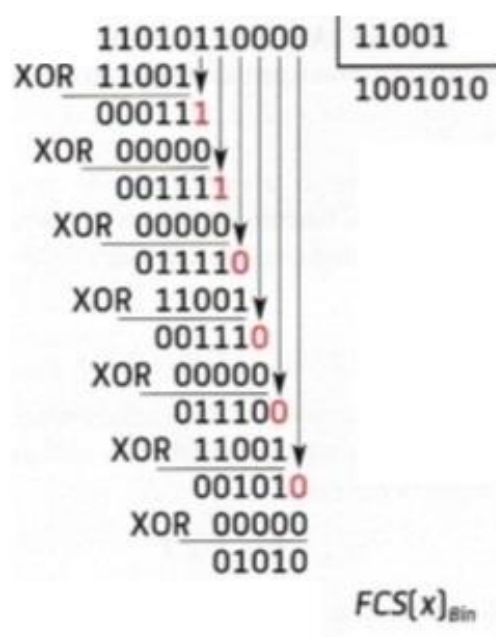 11010110000 11001
XOR 11001 1001010
000111
XOR 00000
001111
XOR 00000
011110
XOR 11001
001110
XOR 00000
011100
XOR 11001
001010
XOR 00000
01010
FCS(x)Bin